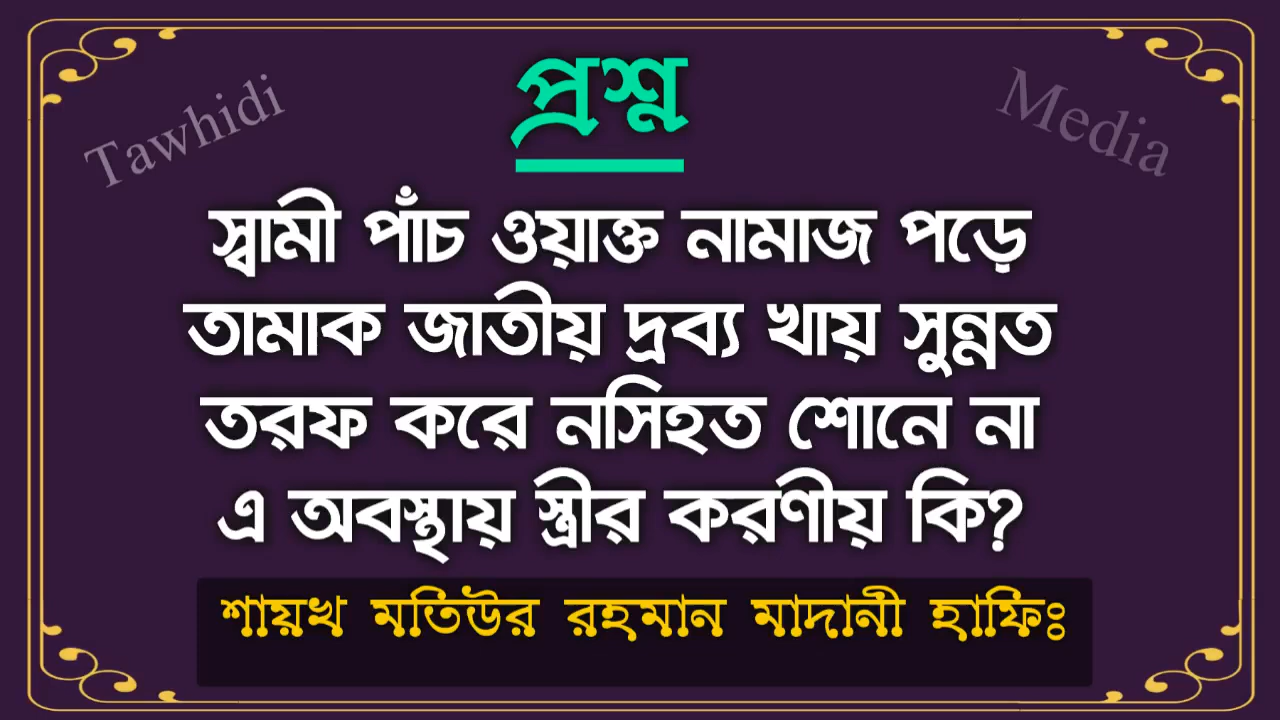 প্রশ্ন
Tawhidi
Media
স্বামী পাঁচ ওয়াক্ত নামাজ পড়ে
তামাক জাতীয় দ্রব্য খায় সুন্নত
তরফ করে নসিহত শোনে না
এ অবস্থায় স্ত্রীর করণীয় কি?
শায়খ মতিউর রহমান মাদানী হাফিঃ